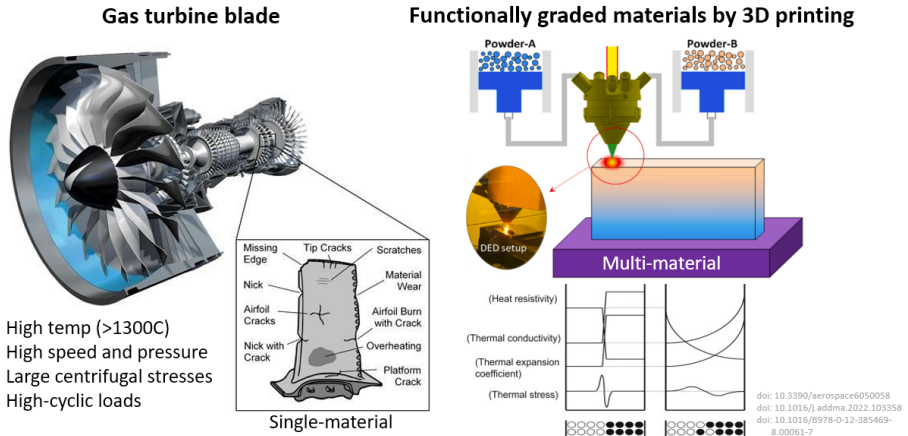 Gas turbine blade
Missing
Edge
Tip Cracks
Scratches
Nick
Material
Wear
Airfoil
Cracks
Airfoil Burn
with Crack
Nick with
Crack
Overheating
Platform
Crack
Single-material
High temp (>1300C)
High speed and pressure
Large centrifugal stresses
High-cyclic loads
Functionally graded materials by 3D printing
Powder-A
Powder-B
DED setup
Multi-material
(Heat resistivity)
(Thermal conductivity)
(Thermal expansion
coefficient)
(Thermal stress)
doi: 10.3390/aerospace6050058
doi: 10.1016/j.addma.2022.103358
doi: 10.1016/B978-0-12-385469-
8.00061-7